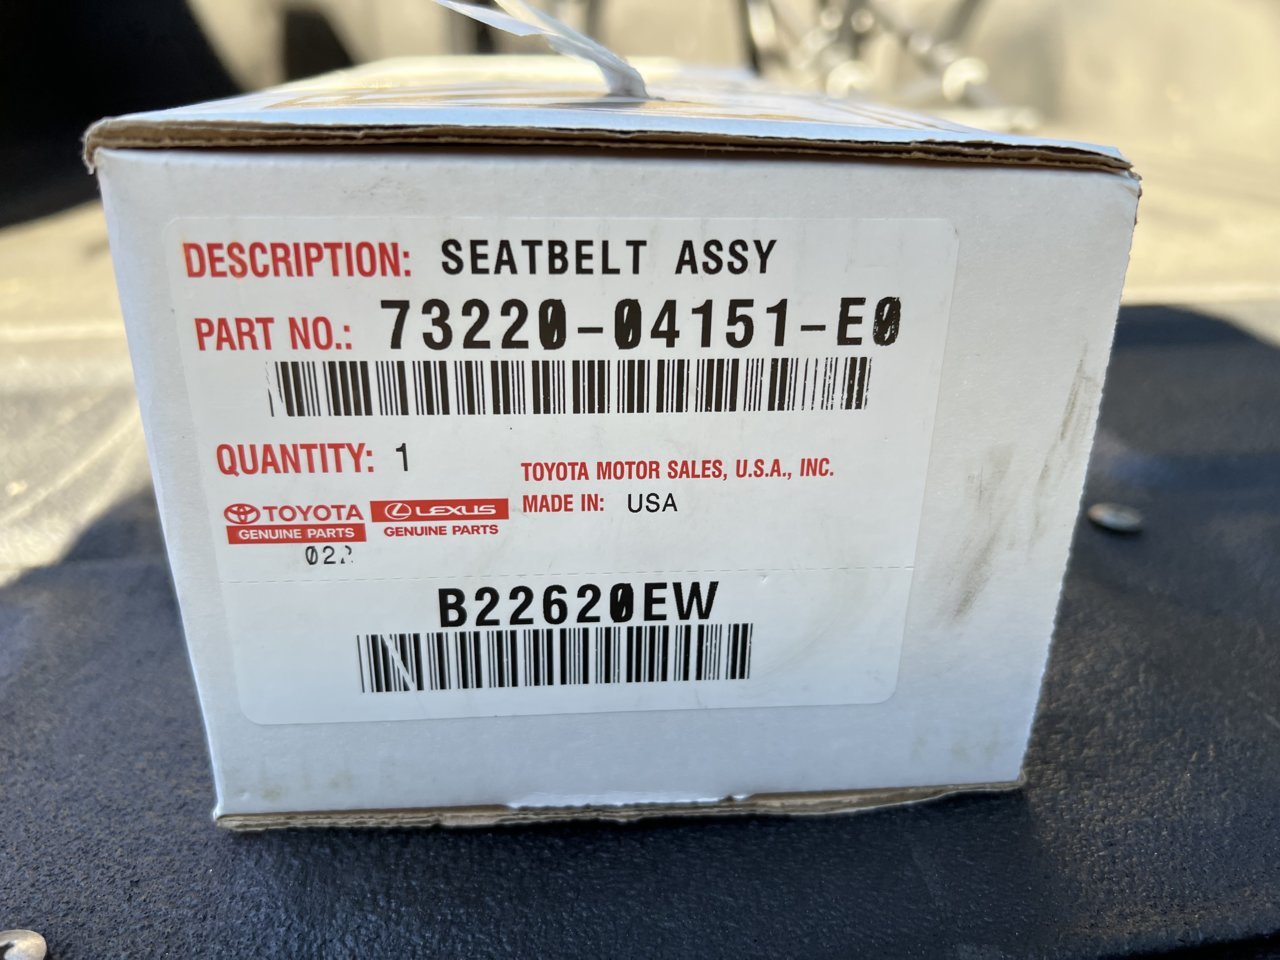 DESCRIPTION: SEATBELT ASSY
PART NO.: 73220-04151-E0
QUANTITY: 1
TOYOTA MOTOR SALES, U.S.A., INC.
MADE IN: USA
TOYOTA
GENUINE PARTS
LEXUS
GENUINE PARTS
B22620EW